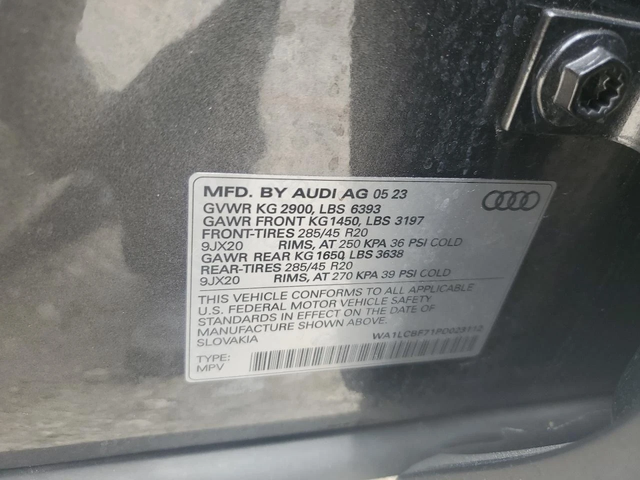 MFD. BY AUDI AG 05 23
GVWR KG 2900, LBS 6393
GAWR FRONT KG 1450, LBS 3197
FRONT-TIRES 285/45 R20
9JX20 RIMS, AT 250 KPA 36 PSI COLD
GAWR REAR KG 1650, LBS 3638
REAR-TIRES 285/45 R20
9JX20 RIMS, AT 270 KPA 39 PSI COLD
THIS VEHICLE CONFORMS TO ALL APPLICABLE
U.S. FEDERAL MOTOR VEHICLE SAFETY
STANDARDS IN EFFECT ON THE DATE OF
MANUFACTURE SHOWN ABOVE.
SLOVAKIA
TYPE:
MPV